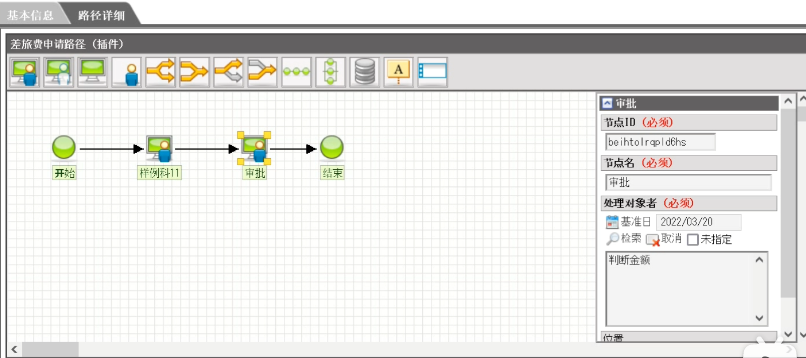 基本信息 路径详细
差旅费申请路径（插件）
A
开始 样例科11 审批 结束
审批
节点ID（必须）
beihtolrqpld6hs
节点名（必须）
审批
处理对象者（必须）
基准日 2022/03/20
检索 取消 未指定
判断金额
位置